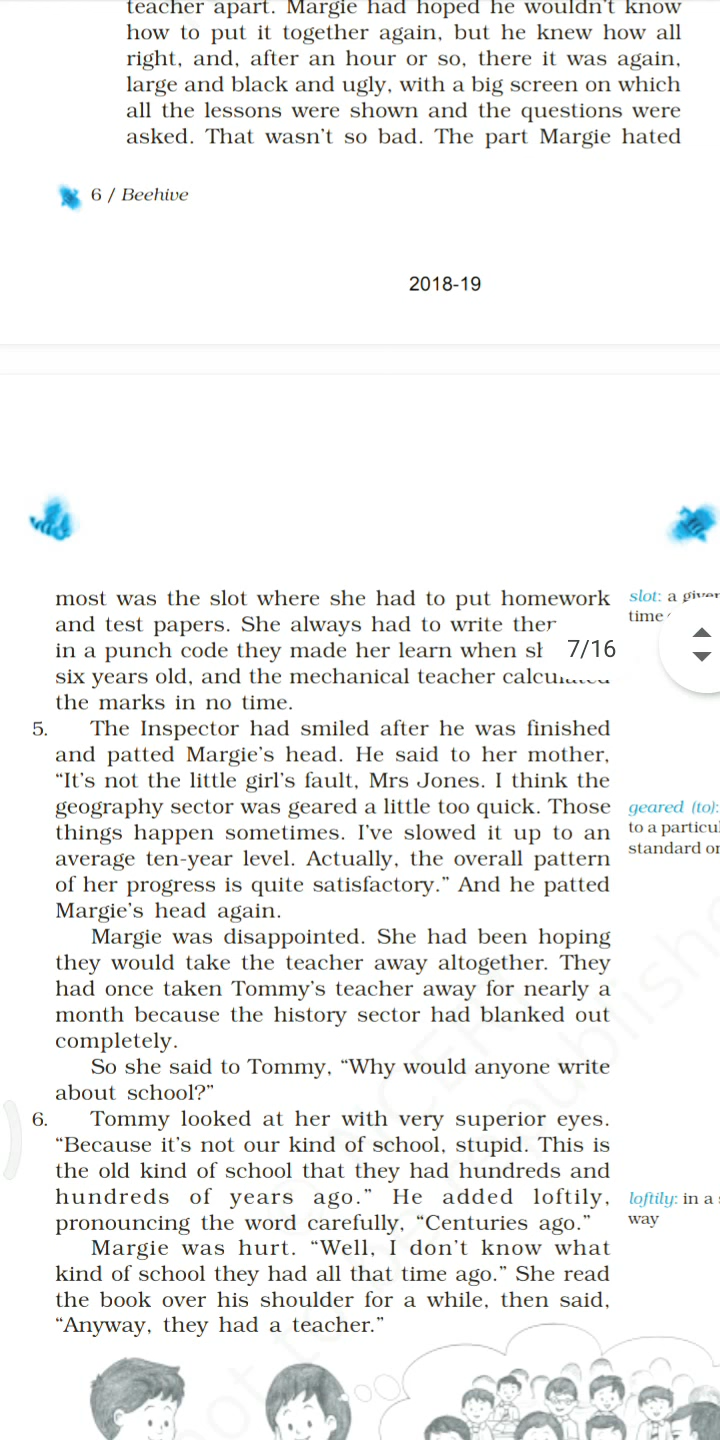 teacher apart. Margie had hoped he wouldn't know
how to put it together again, but he knew how all
right, and, after an hour or so, there it was again,
large and black and ugly, with a big screen on which
all the lessons were shown and the questions were
asked. That wasn't so bad. The part Margie hated
6 / Beehive
2018-19
most was the slot where she had to put homework
and test papers. She always had to write
in a punch code they made her learn when
six years old, and the mechanical teacher
the marks in no time.
slot: a
time
7/16
5. The Inspector had smiled after he was finished
and patted Margie's head. He said to her mother,
“It's not the little girl's fault, Mrs Jones. I think the
geography sector was geared a little too quick. Those
things happen sometimes. I've slowed it up to an
average ten-year level. Actually, the overall pattern
of her progress is quite satisfactory.” And he patted
Margie's head again.
geared (to):
to a
standard
Margie was disappointed. She had been hoping
they would take the teacher away altogether. They
had once taken Tommy's teacher away for nearly a
month because the history sector had blanked out
completely.
So she said to Tommy, “Why would anyone write
about school?”
6. Tommy looked at her with very superior eyes.
“Because it's not our kind of school, stupid. This is
the old kind of school that they had hundreds and
hundreds of years ago.” He added loftily,
pronouncing the word carefully, “Centuries ago.”
loftily: in a
way
Margie was hurt. “Well, I don't know what
kind of school they had all that time ago.” She read
the book over his shoulder for a while, then said,
“Anyway, they had a teacher.”